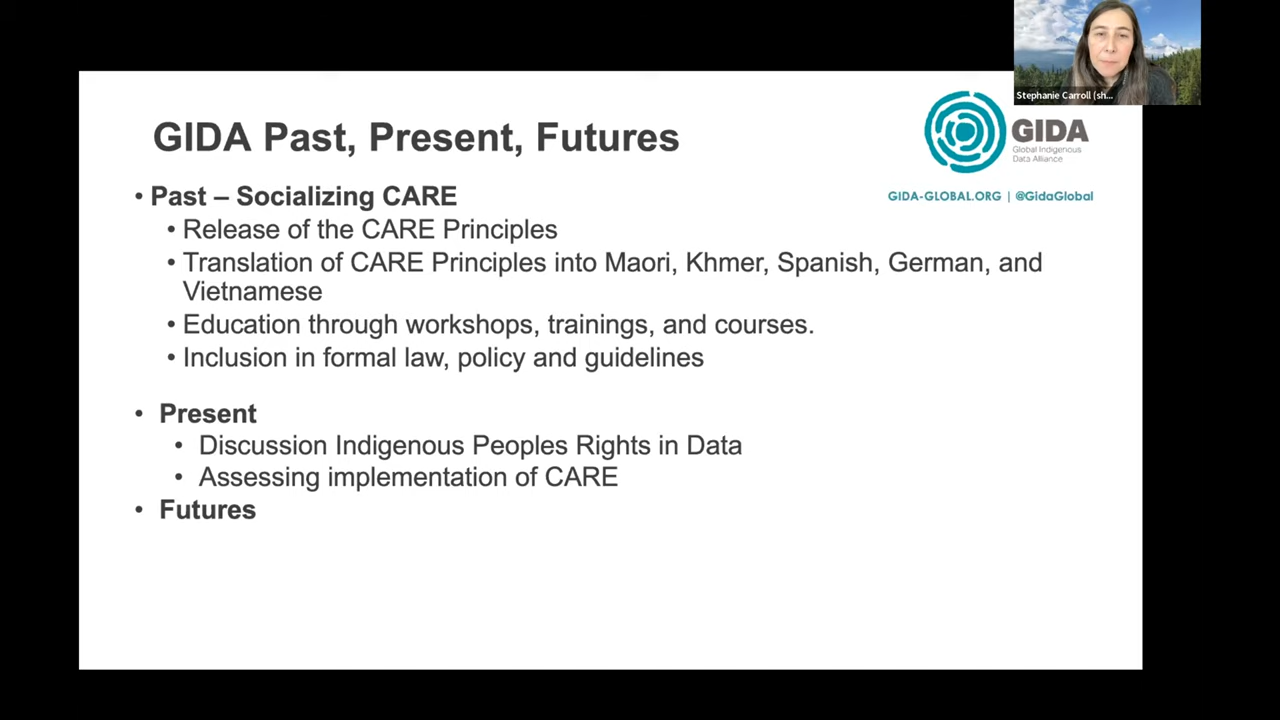 Stephanie Carroll (sh...
GIDA Past, Present, Futures
GIDA
Global Indigenous
Data Alliance
GIDA-GLOBAL.ORG | @GidaGlobal
• Past – Socializing CARE
• Release of the CARE Principles
• Translation of CARE Principles into Maori, Khmer, Spanish, German, and
Vietnamese
• Education through workshops, trainings, and courses.
• Inclusion in formal law, policy and guidelines
• Present
• Discussion Indigenous Peoples Rights in Data
• Assessing implementation of CARE
• Futures